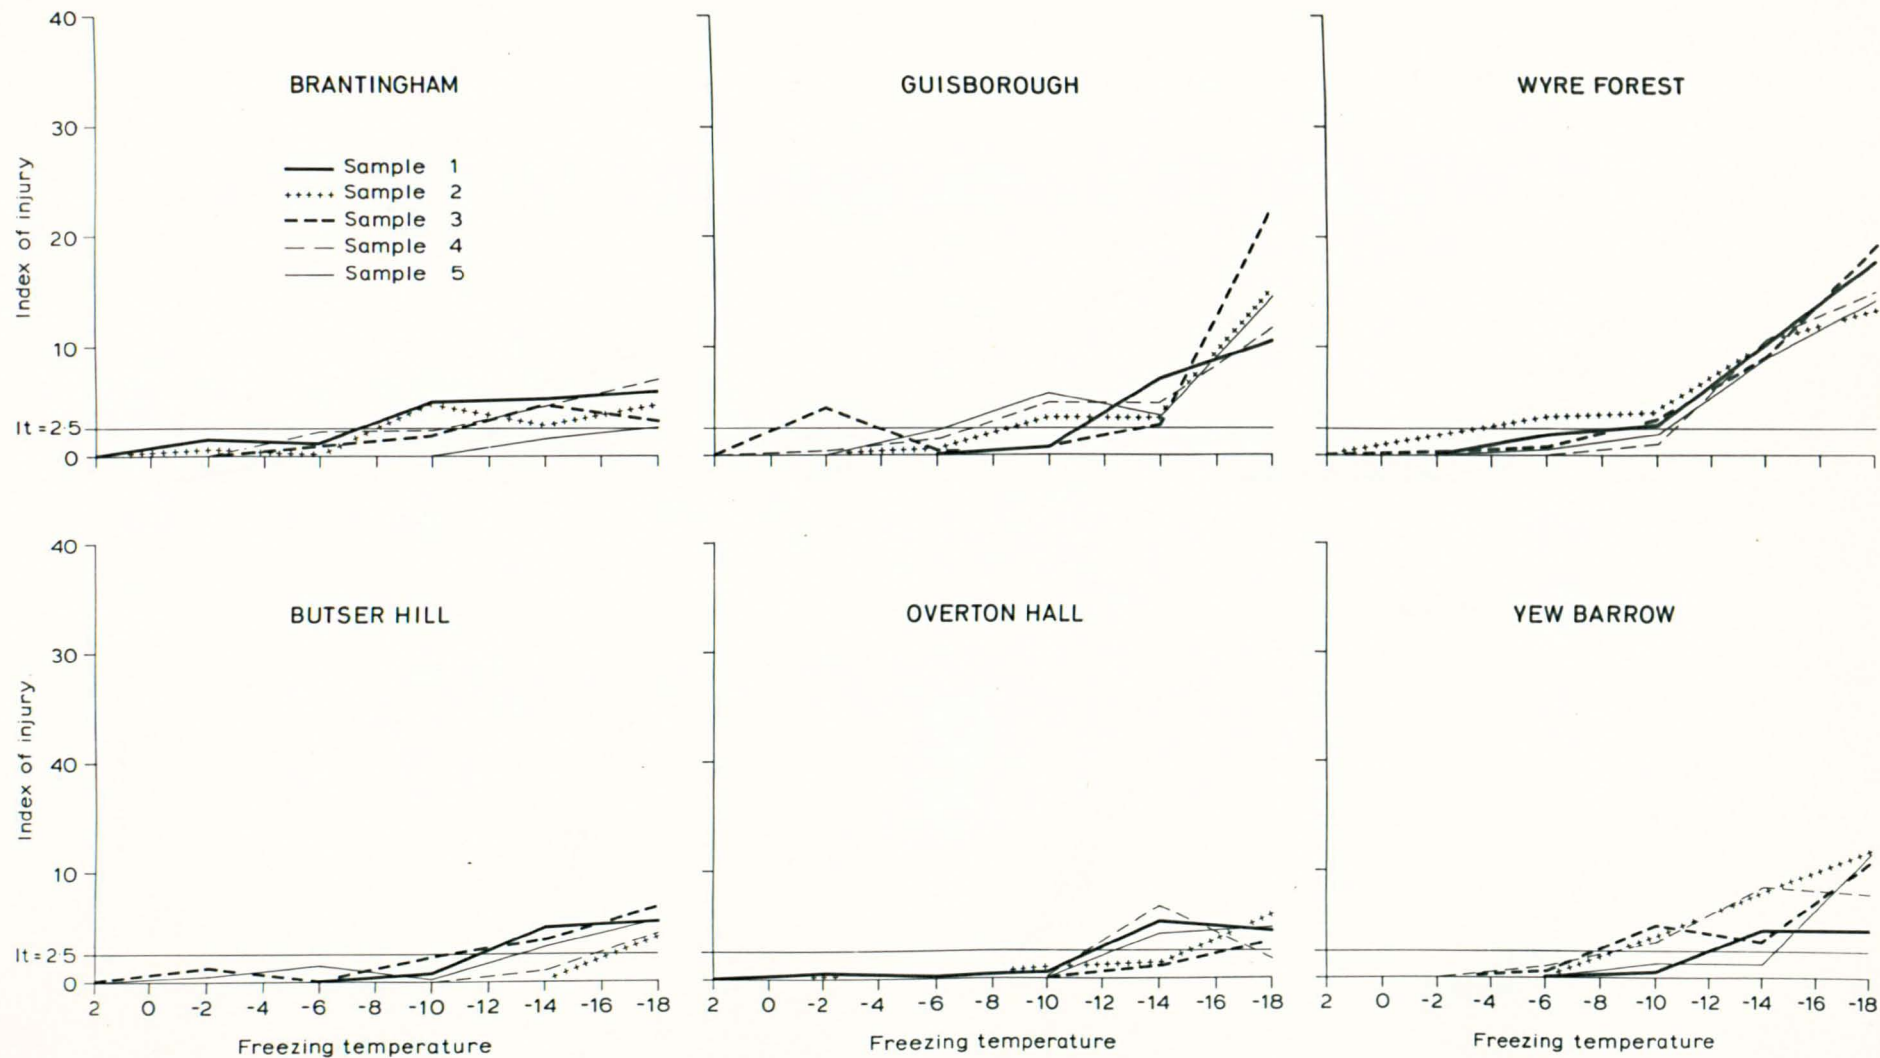 40
BRANTINGHAM
GUISBOROUGH
WYRE FOREST
30
Sample 1
Sample 2
Sample 3
Sample 4
Sample 5
20
Index of injury
10
It = 2·5
0
40
BUTSER HILL
OVERTON HALL
YEW BARROW
30
Index of injury
40
10
It = 2·5
0
2 0 -2 -4 -6 -8 -10 -12 -14 -16 -18
2 0 -2 -4 -6 -8 -10 -12 -14 -16 -18
2 0 -2 -4 -6 -8 -10 -12 -14 -16 -18
Freezing temperature
Freezing temperature
Freezing temperature